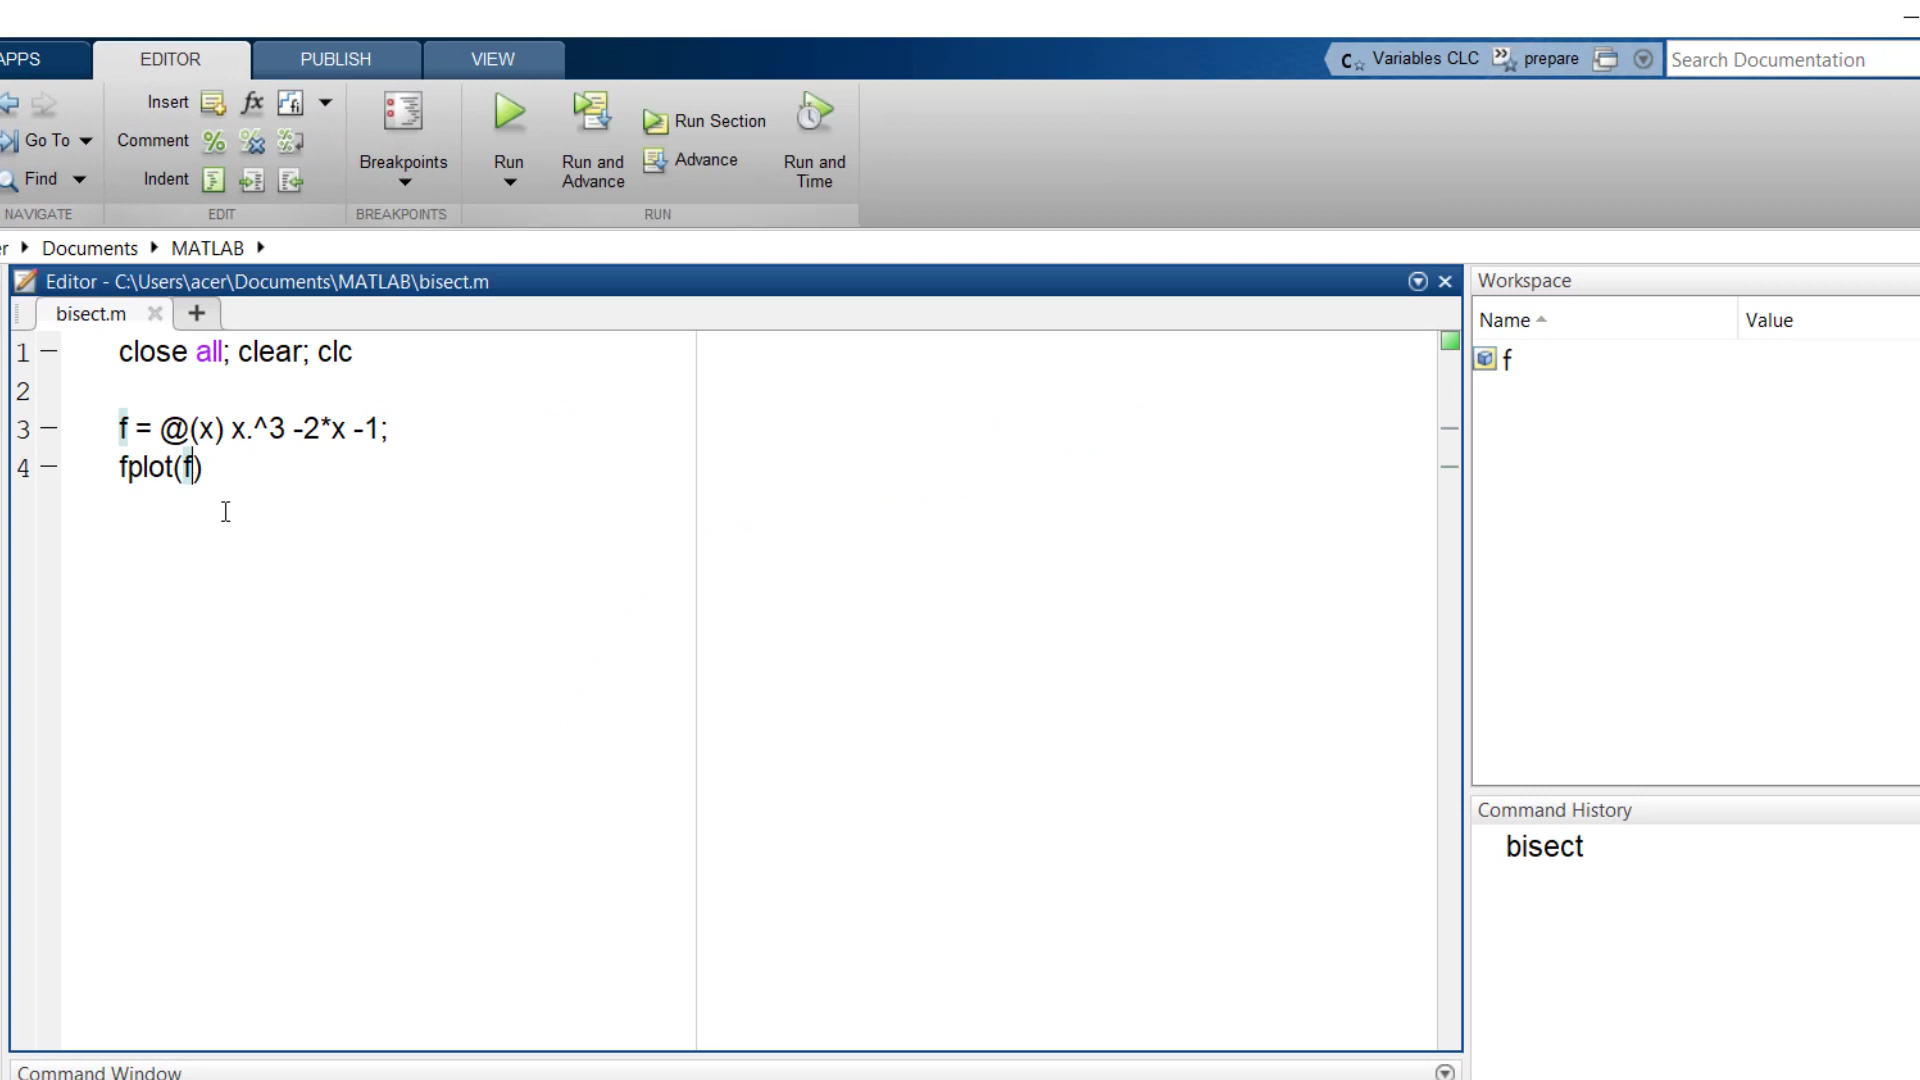 APPS EDITOR PUBLISH VIEW Variables CLC prepare Search Documentation
Insert fx fi
Go To Comment
Find Indent
Breakpoints Run Run and Advance Run Section Advance Run and Time
NAVIGATE EDIT BREAKPOINTS RUN
er Documents MATLAB
Editor - C:\Users\acer\Documents\MATLAB\bisect.m
bisect.m +
1 close all; clear; clc
2
3 f = @(x) x.^3 -2*x -1;
4 fplot(f)
Workspace
Name Value
f
Command History
bisect
Command Window